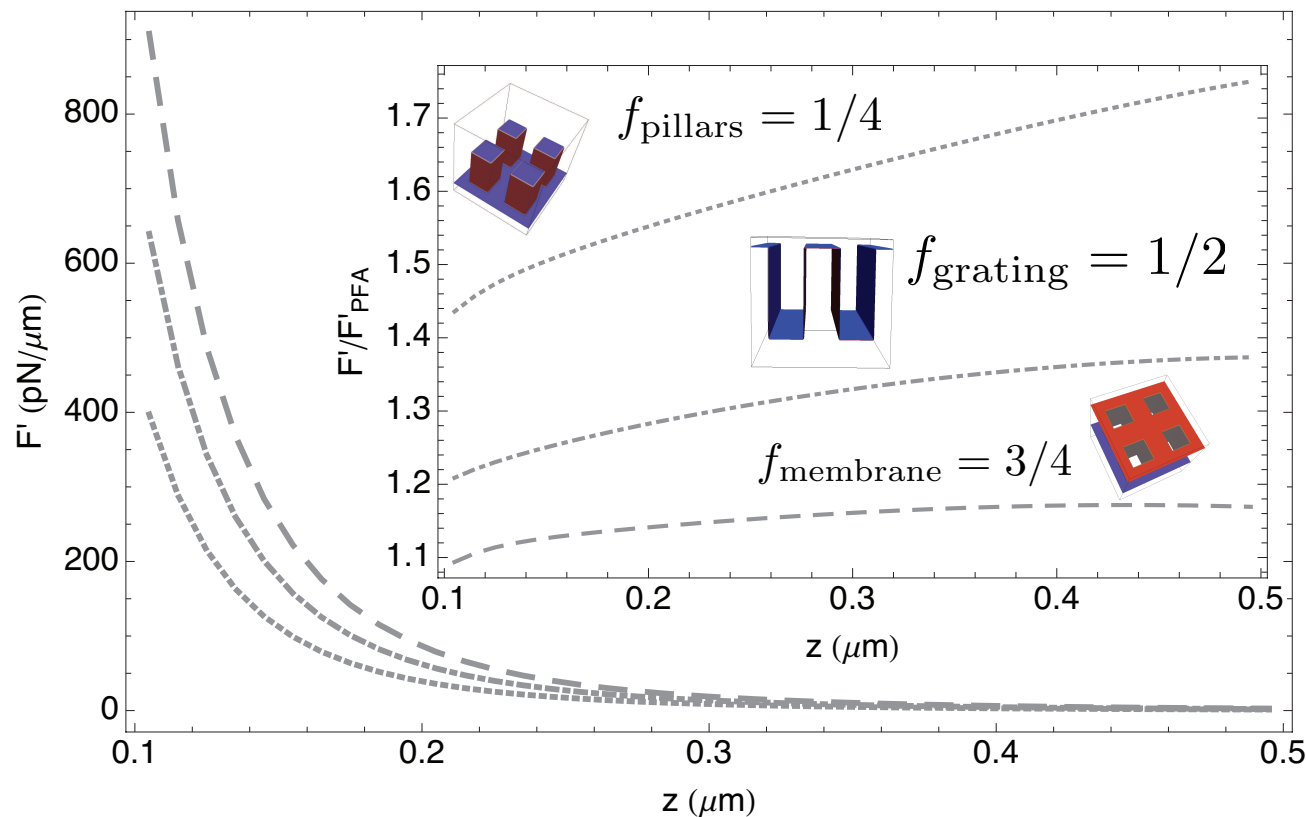 800
600
400
200
0
F' (pN/μm)
0.1 0.2 0.3 0.4 0.5
z (μm)
1.7
1.6
1.5
1.4
1.3
1.2
1.1
F'/F'PFA
0.1 0.2 0.3 0.4 0.5
z (μm)
fpillars = 1/4
fgrating = 1/2
fmembrane = 3/4